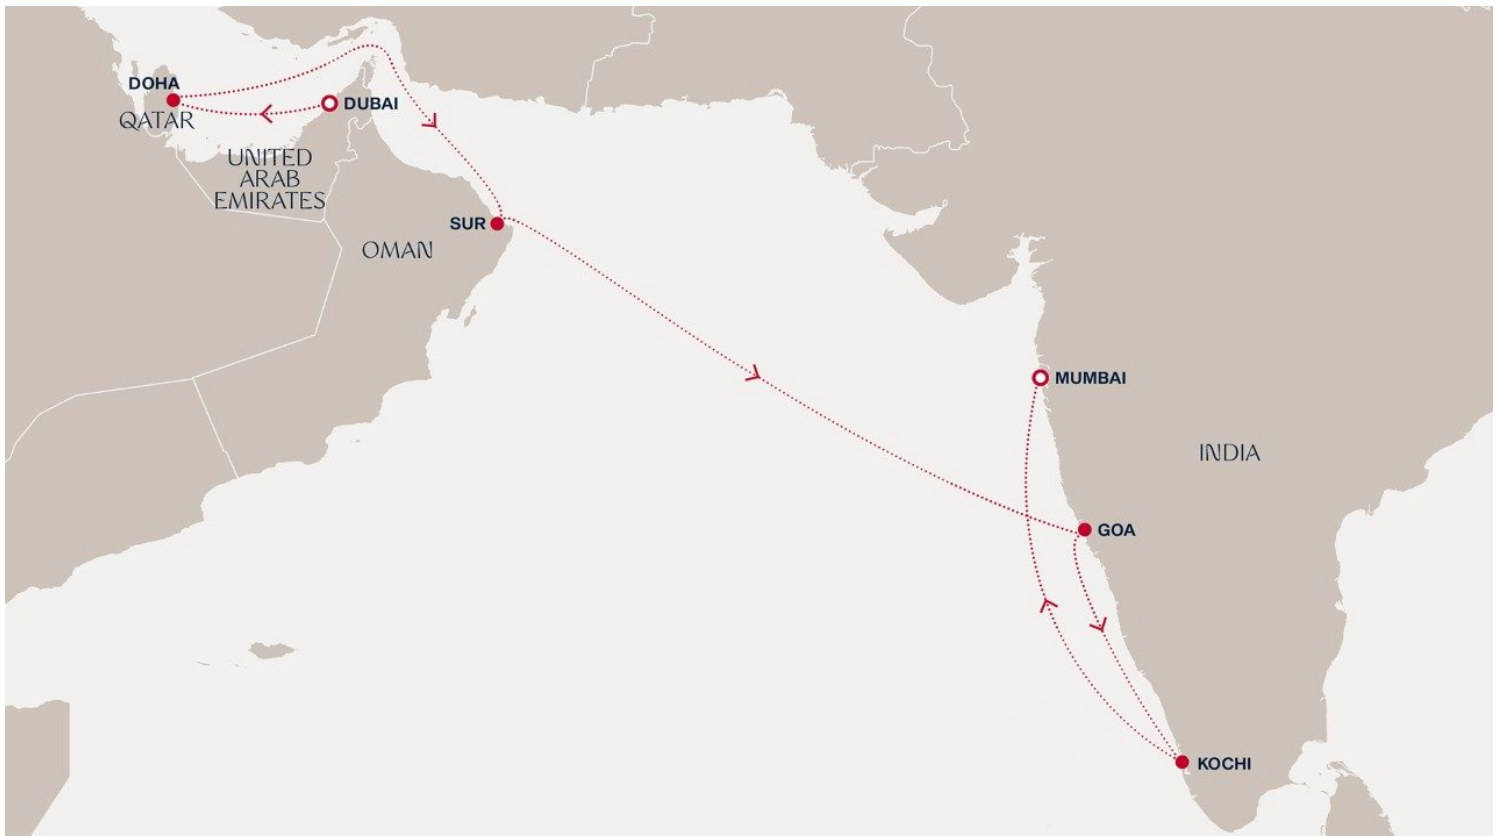 DOHA
QATAR
DUBAI
UNITED
ARAB
EMIRATES
SUR
OMAN
MUMBAI
INDIA
GOA
KOCHI